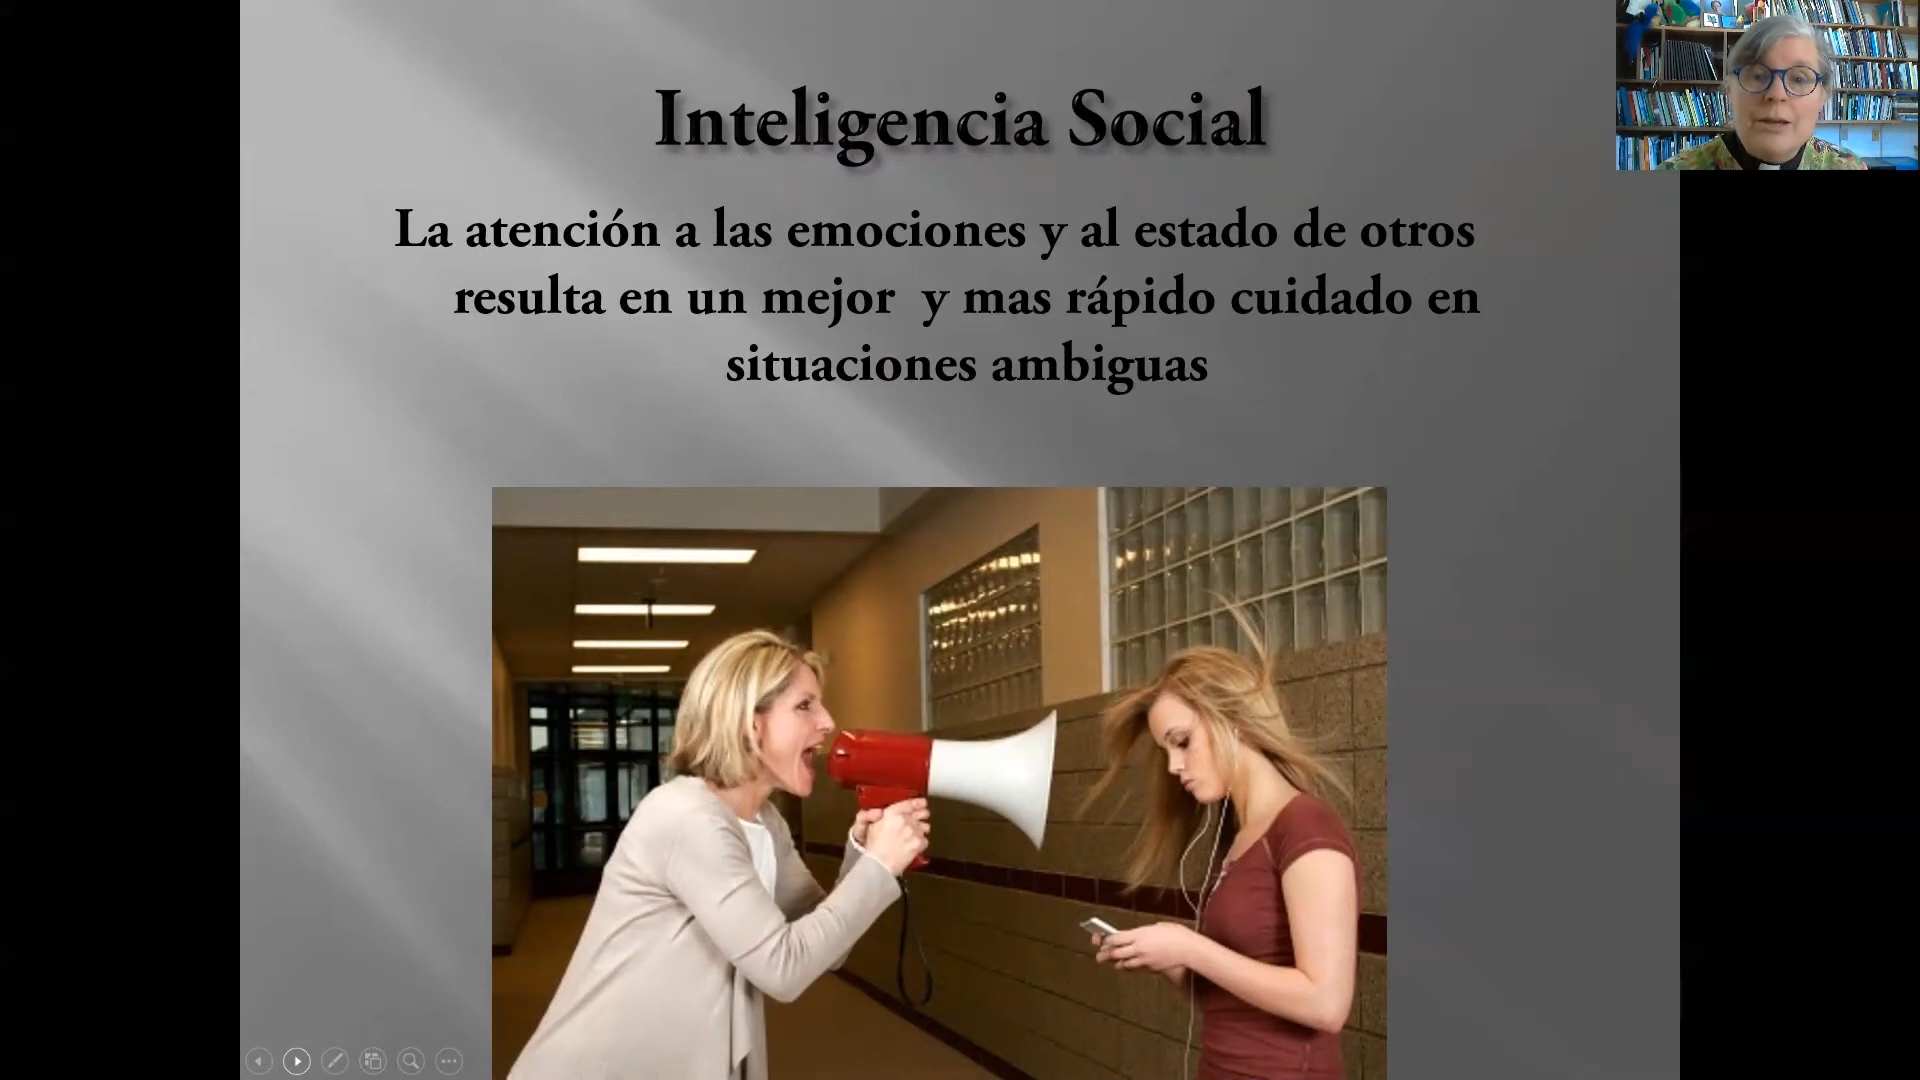 Inteligencia Social
La atención a las emociones y al estado de otros
resulta en un mejor  y mas rápido cuidado en
situaciones ambiguas